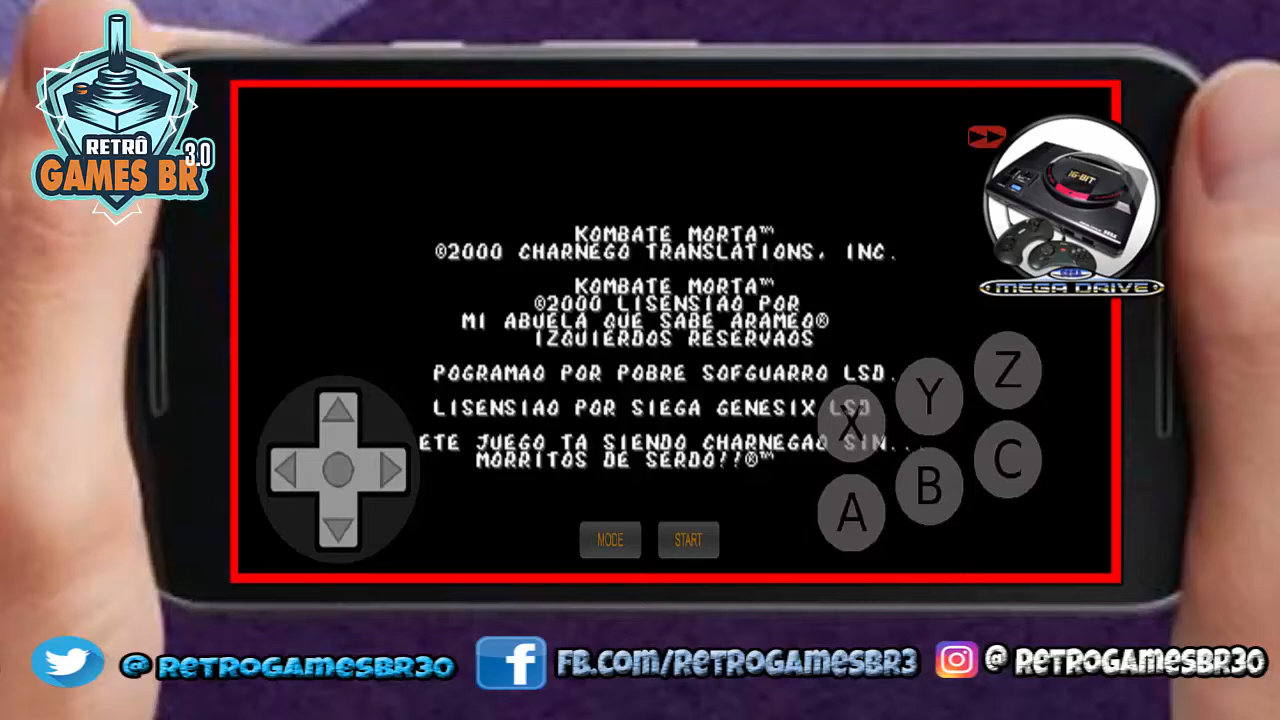 RETRÔ
GAMES BR
3.0
16-BIT
SEGA
MEGA DRIVE
KOMBATE MORTA™
©2000 CHARNEGO TRANSLATIONS, INC.
KOMBATE MORTA™
©2000 LISENSIAO POR
MI ABUELA QUE SABE ARAMEO®
IZQUIERDOS RESERVAOS
POGRAMAO POR POBRE SOFGUARRO LSD.
LISENSIAO POR SIEGA GENESIX LSD
ETE JUEGO TA SIENDO CHARNEGAO SIN...
MORRITOS DE SERDO!!®™
X
Y
Z
A
B
C
MODE
START
@RETROGAMESBR30
FB.COM/RETROGAMESBR3
@RETROGAMESBR30